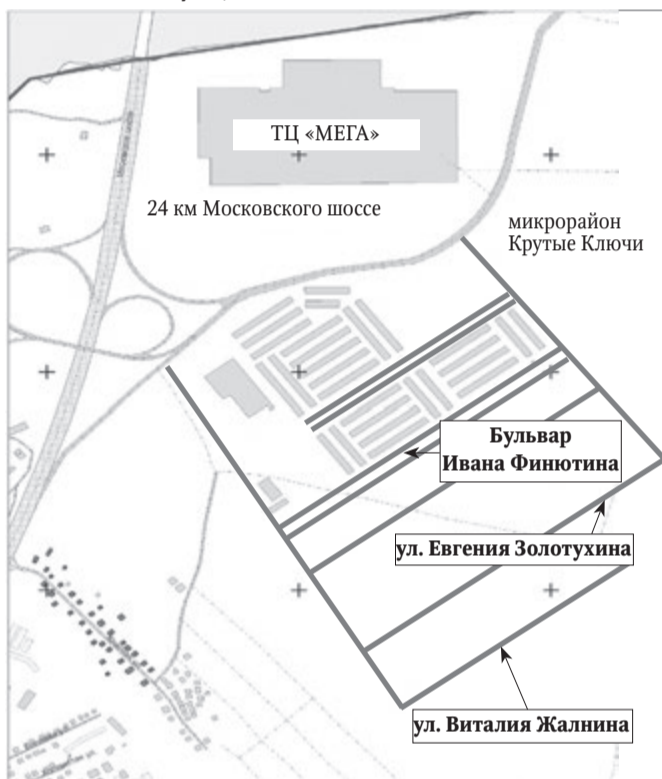 ТЦ «МЕГА»
24 км Московского шоссе
микрорайон
Крутые Ключи
Бульвар
Ивана Финютина
ул. Евгения Золотухина
ул. Виталия Жалнина